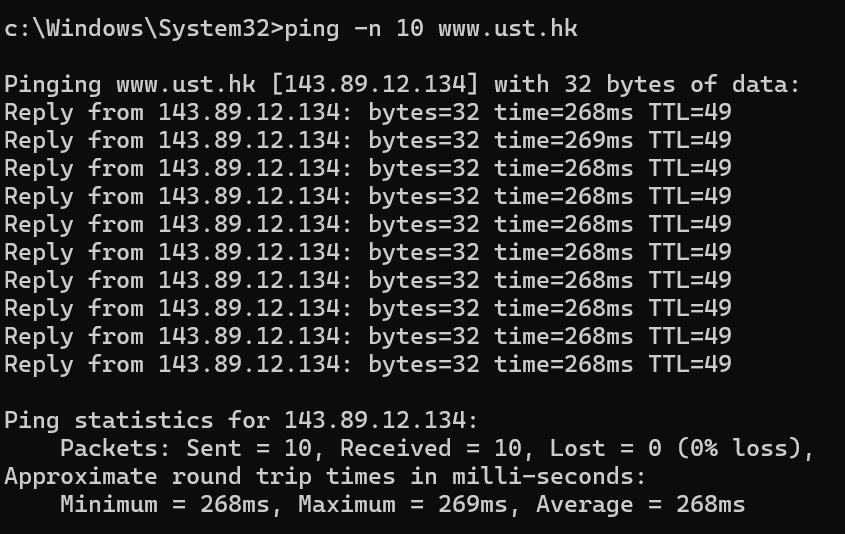 c:\Windows\System32>ping -n 10 www.ust.hk
Pinging www.ust.hk [143.89.12.134] with 32 bytes of data:
Reply from 143.89.12.134: bytes=32 time=268ms TTL=49
Reply from 143.89.12.134: bytes=32 time=269ms TTL=49
Reply from 143.89.12.134: bytes=32 time=268ms TTL=49
Reply from 143.89.12.134: bytes=32 time=268ms TTL=49
Reply from 143.89.12.134: bytes=32 time=268ms TTL=49
Reply from 143.89.12.134: bytes=32 time=268ms TTL=49
Reply from 143.89.12.134: bytes=32 time=268ms TTL=49
Reply from 143.89.12.134: bytes=32 time=268ms TTL=49
Reply from 143.89.12.134: bytes=32 time=268ms TTL=49
Reply from 143.89.12.134: bytes=32 time=268ms TTL=49
Ping statistics for 143.89.12.134:
    Packets: Sent = 10, Received = 10, Lost = 0 (0% loss),
Approximate round trip times in milli-seconds:
    Minimum = 268ms, Maximum = 269ms, Average = 268ms